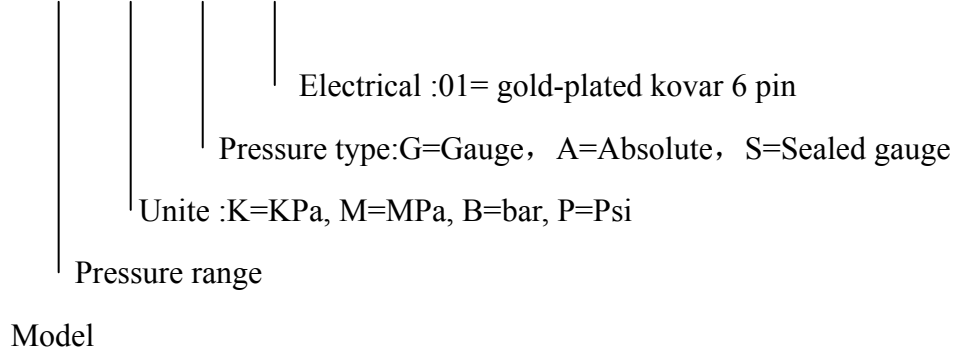 Electrical :01= gold-plated kovar 6 pin
Pressure type:G=Gauge，A=Absolute，S=Sealed gauge
Unite :K=KPa, M=MPa, B=bar, P=Psi
Pressure range
Model